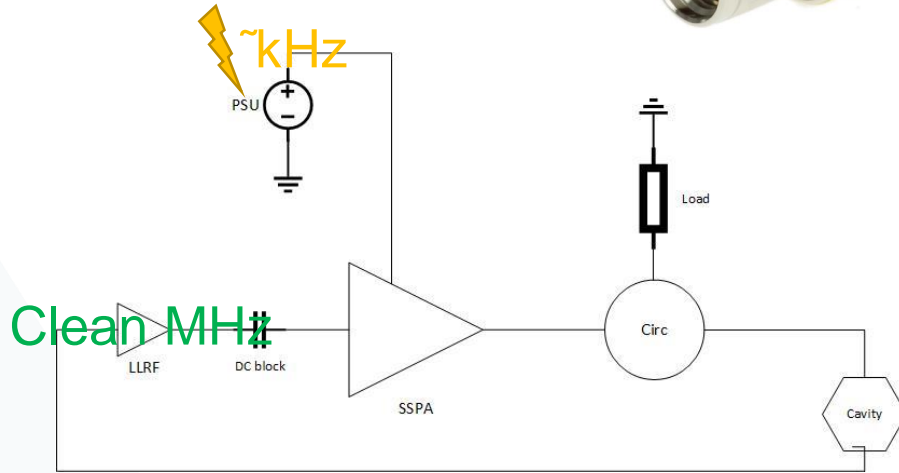 ~kHz
+
PSU
−
Load
Clean MHz
Circ
LLRF
DC block
SSPA
Cavity